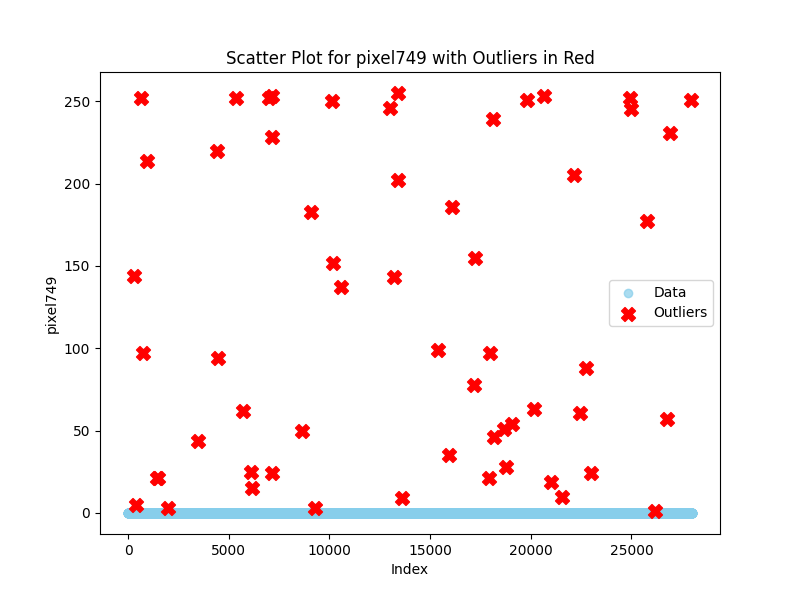 Scatter Plot for pixel749 with Outliers in Red
250
200
150
100
50
0
pixel749
Data
Outliers
0 5000 10000 15000 20000 25000
Index